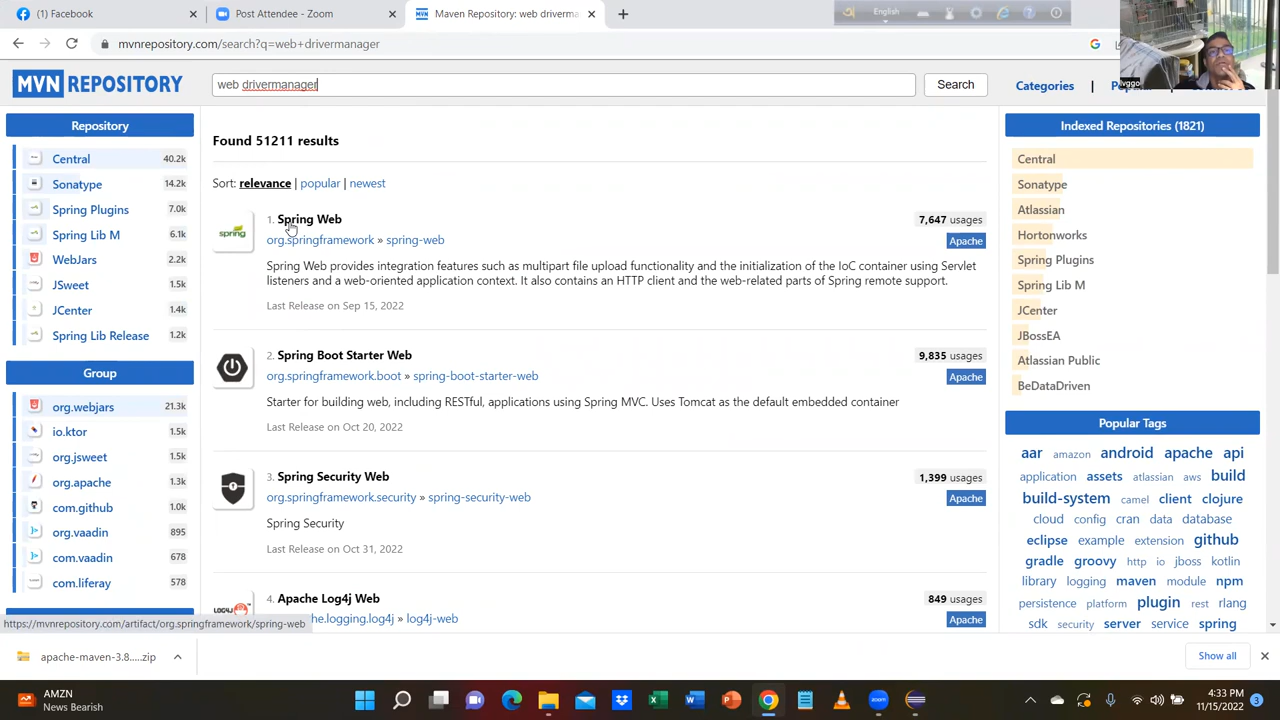 (1) Facebook
Post Attendee - Zoom
Maven Repository: web driverma
English
mvnrepository.com/search?q=web+drivermanager
MVN REPOSITORY
web drivermanager
Search
Categories
|
|
Repository
Central 40.2k
Sonatype 14.2k
Spring Plugins 7.0k
Spring Lib M 6.1k
WebJars 2.2k
JSweet 1.5k
JCenter 1.4k
Spring Lib Release 1.2k
Group
org.webjars 21.3k
io.ktor 1.5k
org.jsweet 1.5k
org.apache 1.3k
com.github 1.0k
org.vaadin 895
com.vaadin 678
com.liferay 578
https://mvnrepository.com/artifact/org.springframework/spring-web
Found 51211 results
Sort: relevance | popular | newest
spring
1. Spring Web 7,647 usages
org.springframework » spring-web Apache
Spring Web provides integration features such as multipart file upload functionality and the initialization of the IoC container using Servlet
listeners and a web-oriented application context. It also contains an HTTP client and the web-related parts of Spring remote support.
Last Release on Sep 15, 2022
2. Spring Boot Starter Web 9,835 usages
org.springframework.boot » spring-boot-starter-web Apache
Starter for building web, including RESTful, applications using Spring MVC. Uses Tomcat as the default embedded container
Last Release on Oct 20, 2022
3. Spring Security Web 1,399 usages
org.springframework.security » spring-security-web Apache
Spring Security
Last Release on Oct 31, 2022
LOG4J
4. Apache Log4j Web 849 usages
he.logging.log4j » log4j-web Apache
Indexed Repositories (1821)
Central
Sonatype
Atlassian
Hortonworks
Spring Plugins
Spring Lib M
JCenter
JBossEA
Atlassian Public
BeDataDriven
Popular Tags
aar amazon android apache api
application assets atlassian aws build
build-system camel client clojure
cloud config cran data database
eclipse example extension github
gradle groovy http io jboss kotlin
library logging maven module npm
persistence platform plugin rest rlang
sdk security server service spring
apache-maven-3.8.....zip
Show all
AMZN
News Bearish
4:33 PM
11/15/2022
3